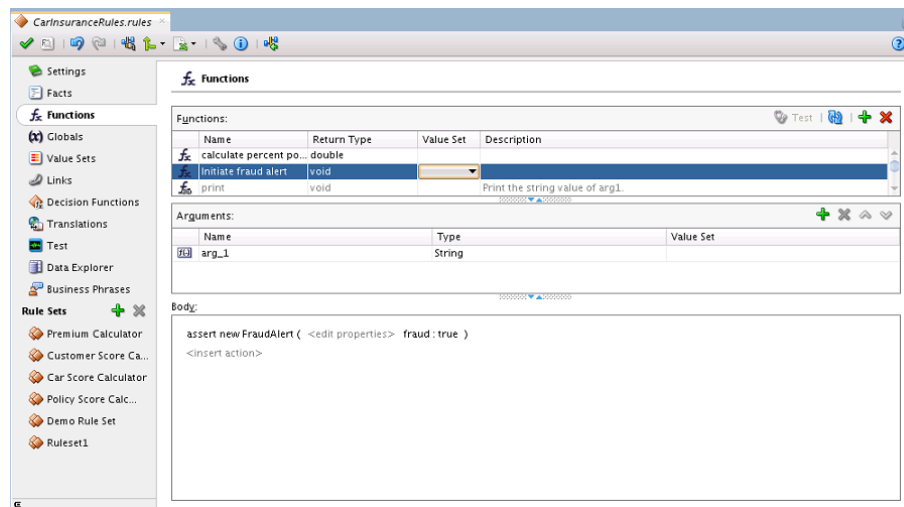 CarInsuranceRules.rules
Settings
Facts
Functions
Globals
Value Sets
Links
Decision Functions
Translations
Test
Data Explorer
Business Phrases
Rule Sets
Premium Calculator
Customer Score Ca...
Car Score Calculator
Policy Score Calc...
Demo Rule Set
Ruleset1
Functions
Functions: Test
Name Return Type Value Set Description
calculate percent po... double
Initiate fraud alert void
print void Print the string value of arg1.
Arguments:
Name Type Value Set
arg_1 String
Body:
assert new FraudAlert ( <edit properties> fraud : true )
<insert action>